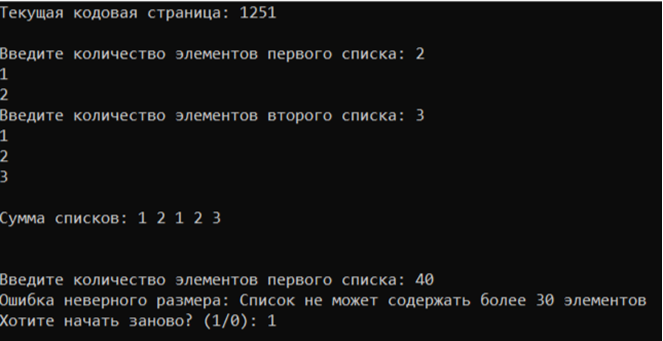 Текущая кодовая страница: 1251
Введите количество элементов первого списка: 2
1
2
Введите количество элементов второго списка: 3
1
2
3
Сумма списков: 1 2 1 2 3
Введите количество элементов первого списка: 40
Ошибка неверного размера: Список не может содержать более 30 элементов
Хотите начать заново? (1/0): 1